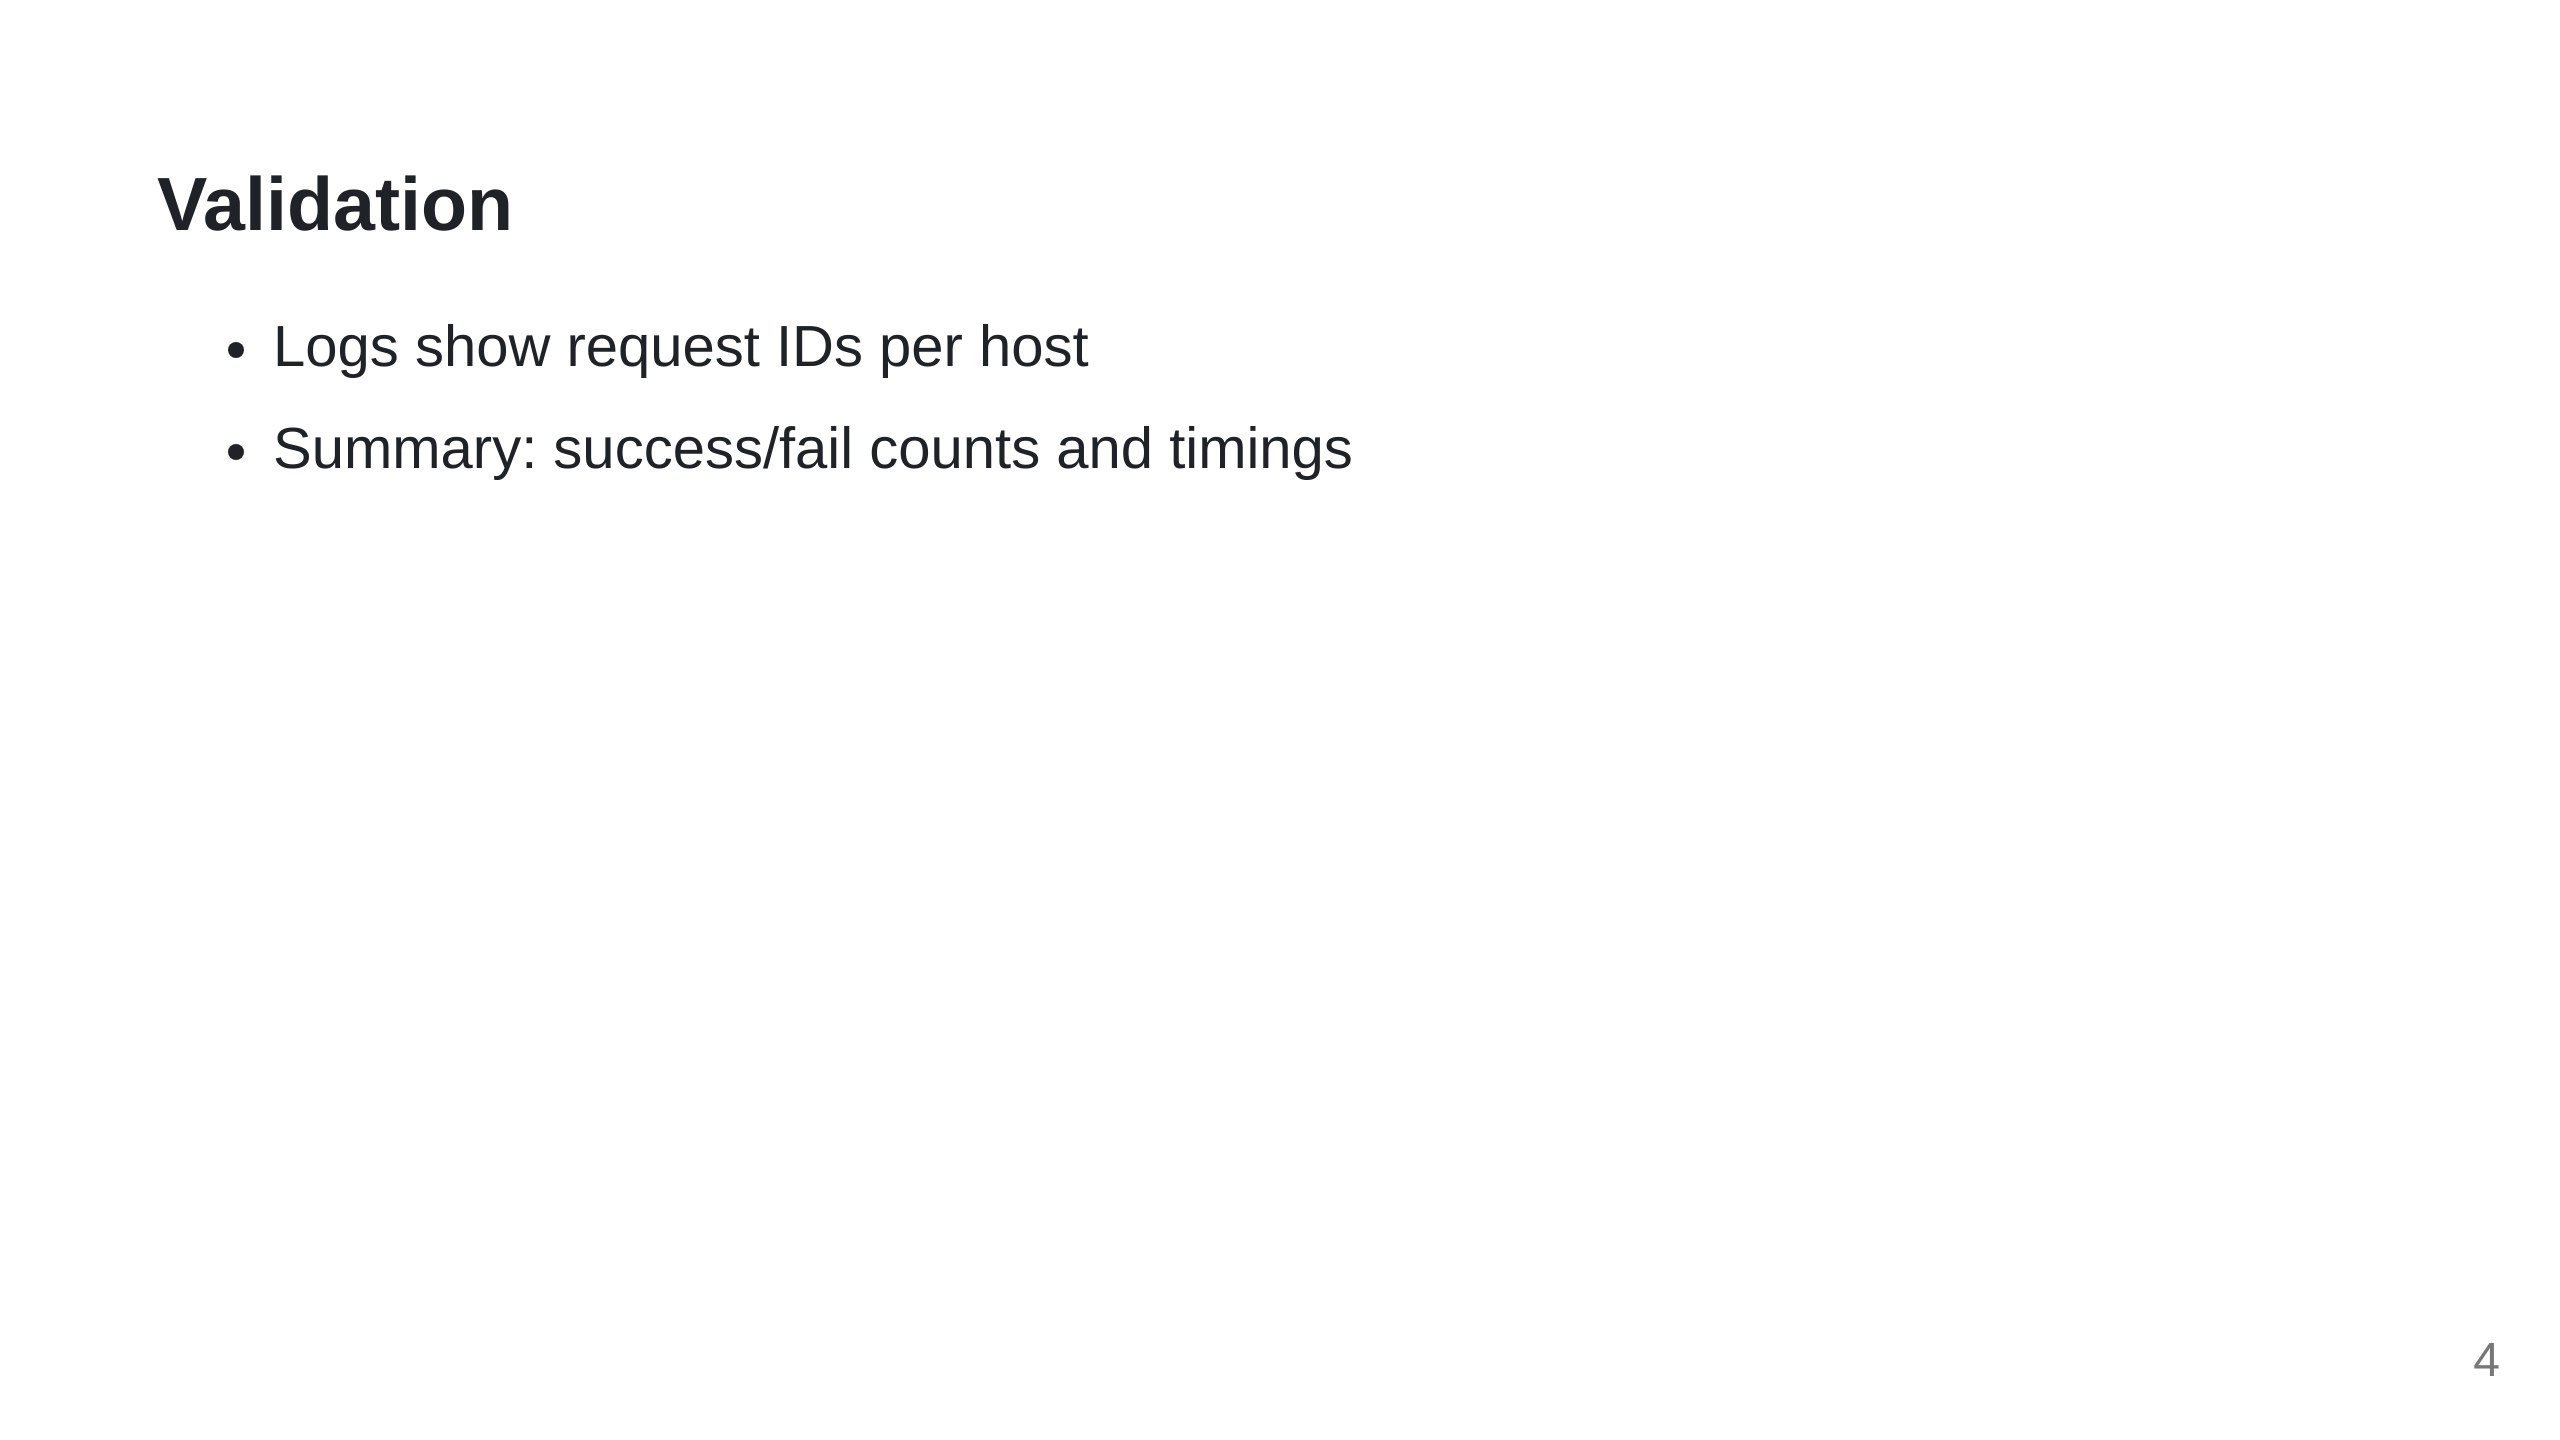 Validation
• Logs show request IDs per host
• Summary: success/fail counts and timings
4